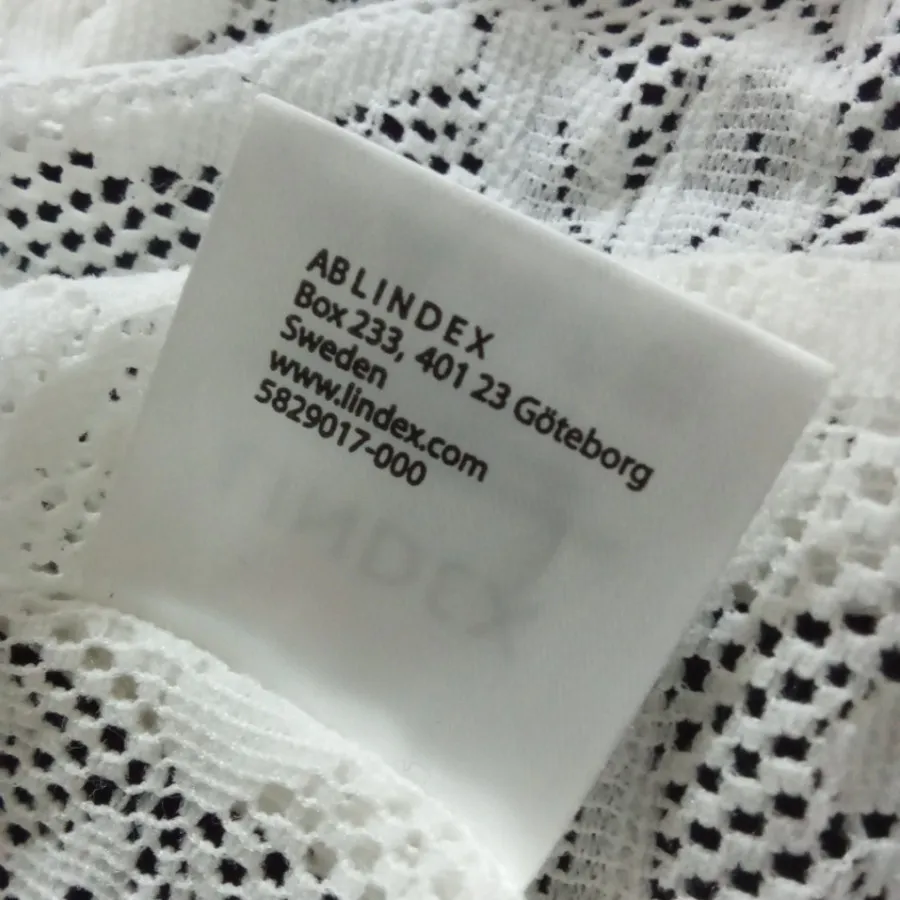 AB LINDEX
Box 233, 401 23 Göteborg
Sweden
www.lindex.com
5829017-000